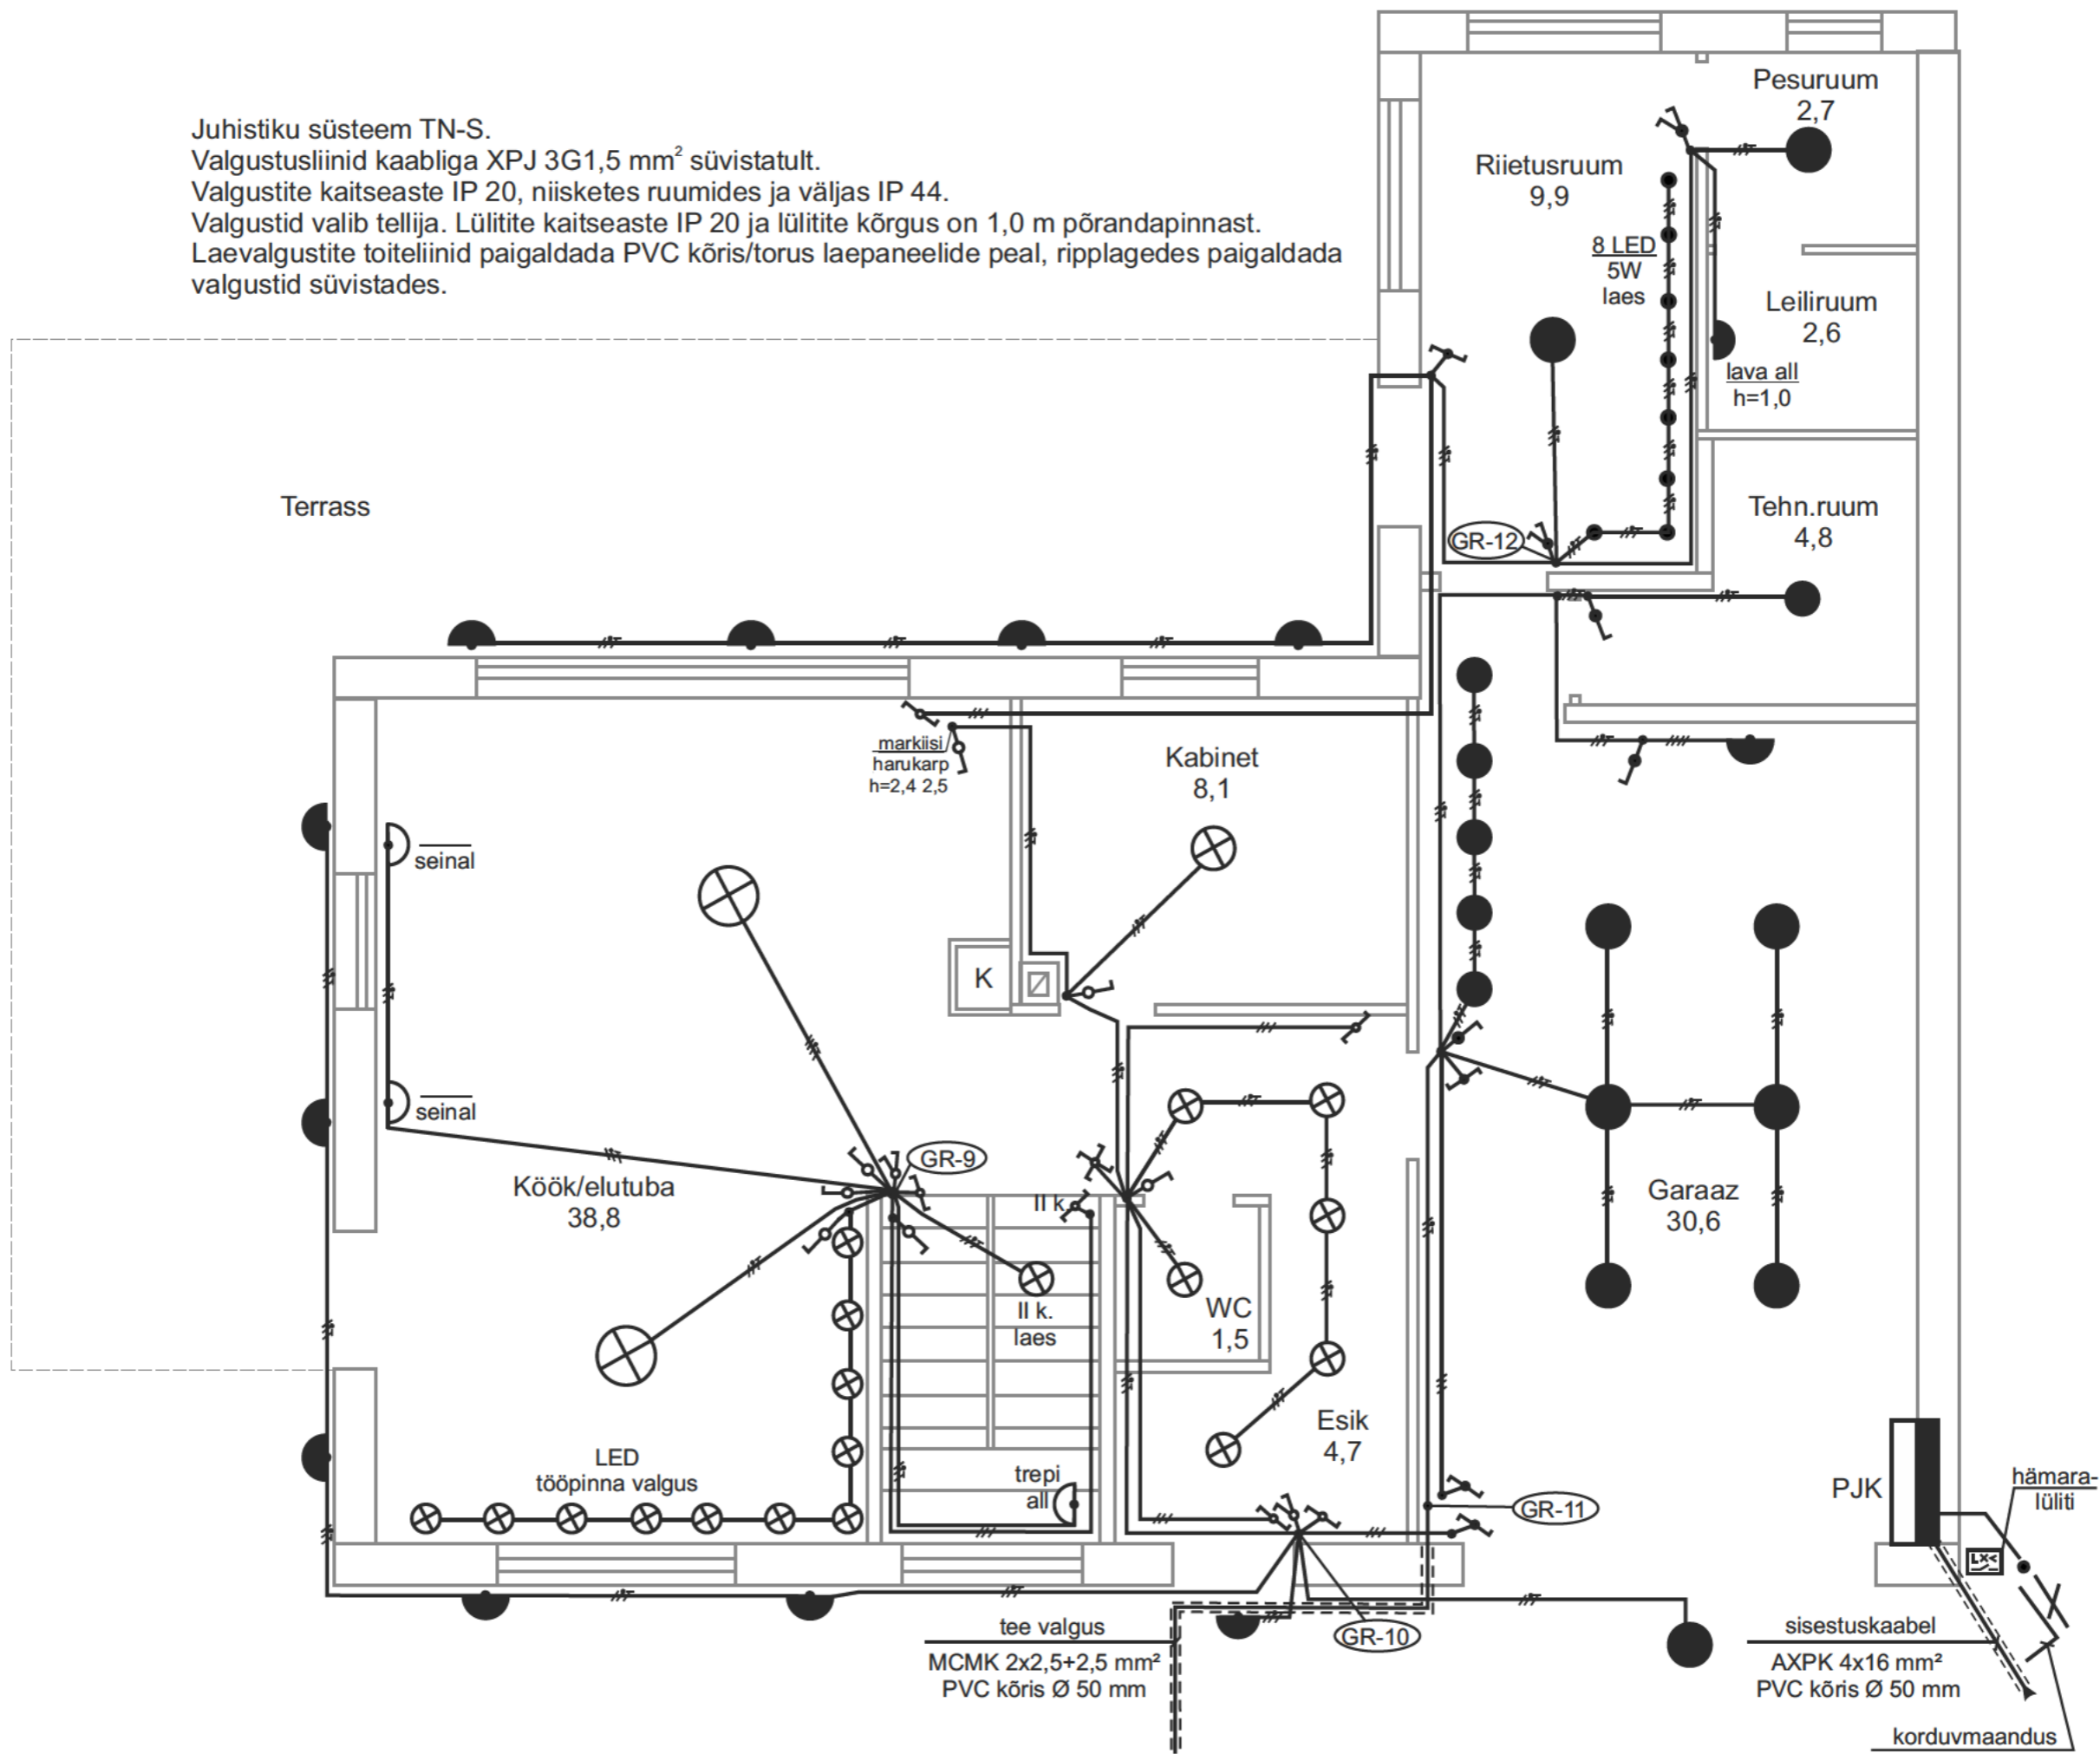 Juhistiku süsteem TN-S.
Valgustusliinid kaabliga XPJ 3G1,5 mm² süvistatult.
Valgustite kaitseaste IP 20, niisketes ruumides ja väljas IP 44.
Valgustid valib tellija. Lülitite kaitseaste IP 20 ja lülitite kõrgus on 1,0 m põrandapinnast.
Laevalgustite toiteliinid paigaldada PVC kõris/torus laepaneelide peal, ripplagedes paigaldada
valgustid süvistades.
Pesuruum
2,7
Riietusruum
9,9
8 LED
5W
laes
Leiliruum
2,6
lava all
h=1,0
Terrass
Tehn.ruum
4,8
GR-12
markiisi
harukarp
h=2,4 2,5
Kabinet
8,1
seinal
K
seinal
GR-9
Köök/elutuba
38,8
II k.
Garaaz
30,6
II k.
laes
WC
1,5
Esik
4,7
LED
tööpinna valgus
trepi
all
PJK
hämara-
lüliti
GR-11
tee valgus
MCMK 2x2,5+2,5 mm²
PVC kõris Ø 50 mm
GR-10
sisestuskaabel
AXPK 4x16 mm²
PVC kõris Ø 50 mm
korduvmaandus